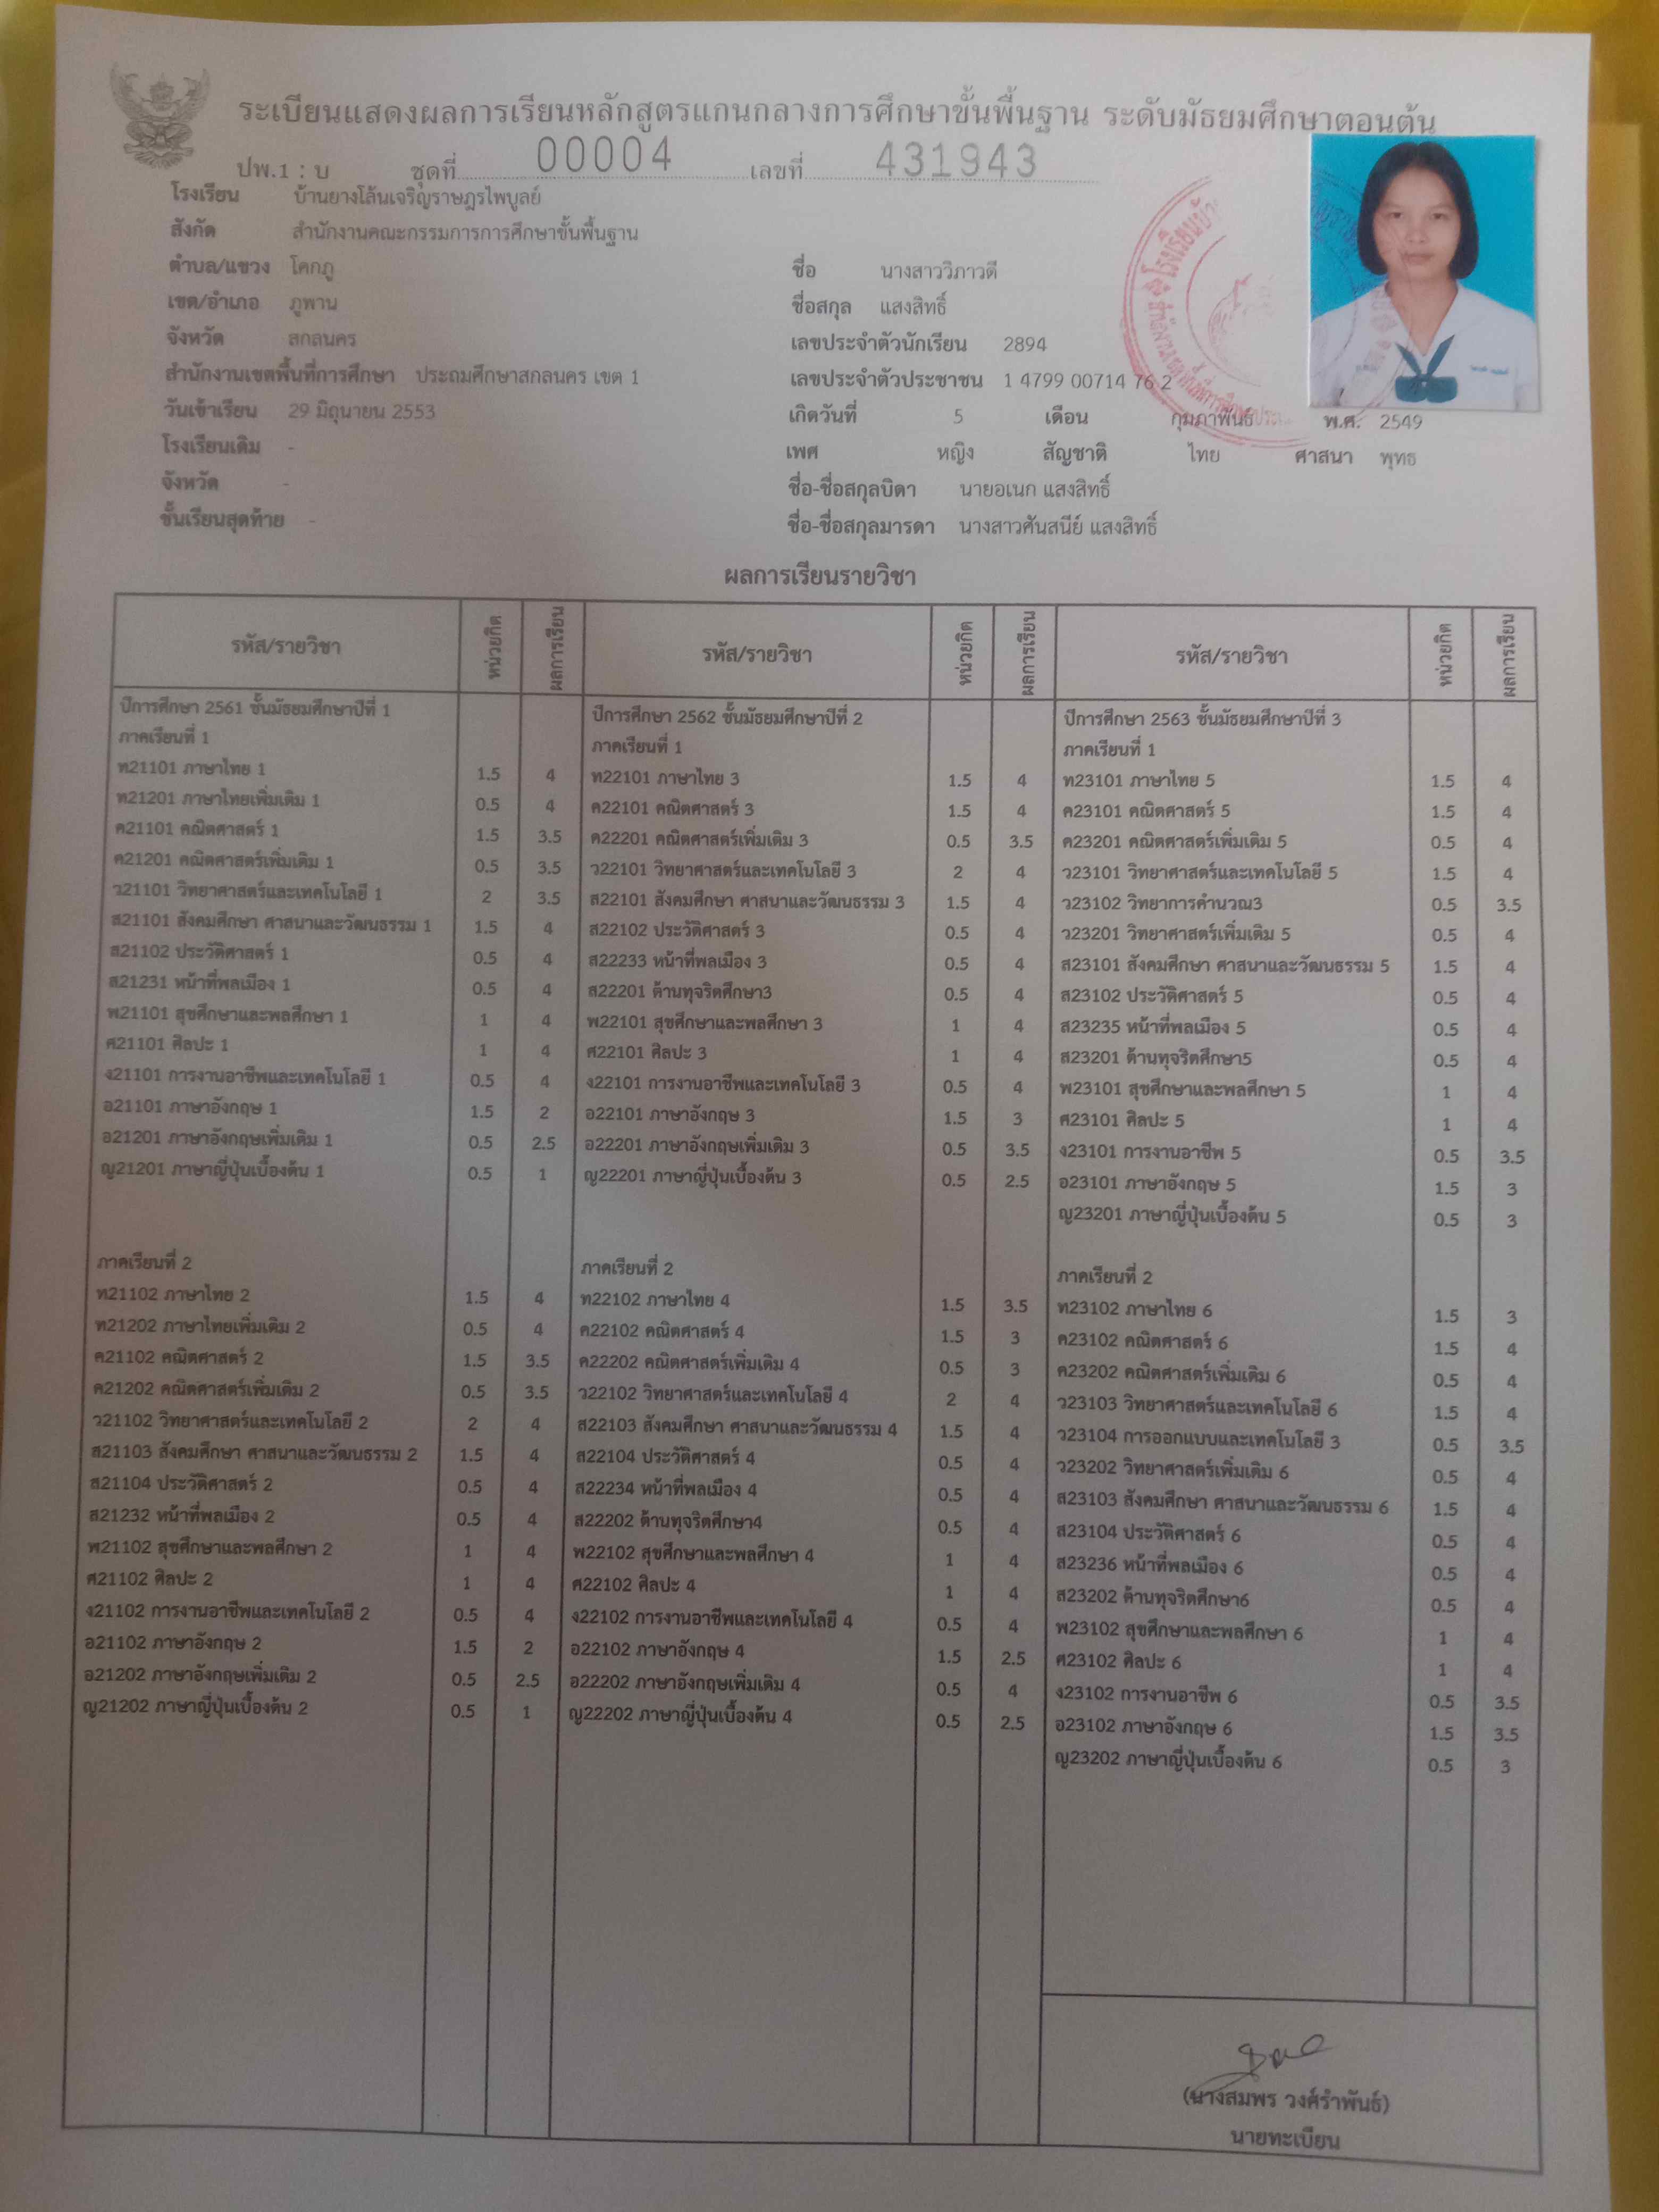 ระเบียนแสดงผลการเรียนหลักสูตรแกนกลางการศึกษาขั้นพื้นฐาน ระดับมัธยมศึกษาตอนต้น
ปพ.1 : บ ชุดที่ 00004 เลขที่ 431943
โรงเรียน บ้านยางโล้นเจริญราษฎรไพบูลย์
สังกัด สำนักงานคณะกรรมการการศึกษาขั้นพื้นฐาน
ตำบล/แขวง โคกภู
เขต/อำเภอ ภูพาน
จังหวัด สกลนคร
สำนักงานเขตพื้นที่การศึกษา ประถมศึกษาสกลนคร เขต 1
วันเข้าเรียน 29 มิถุนายน 2553
โรงเรียนเดิม -
จังหวัด -
ชั้นเรียนสุดท้าย -
ชื่อ นางสาววิภาวดี
ชื่อสกุล แสงสิทธิ์
เลขประจำตัวนักเรียน 2894
เลขประจำตัวประชาชน 1 4799 00714 76 2
เกิดวันที่ 5 เดือน กุมภาพันธ์ พ.ศ. 2549
เพศ หญิง สัญชาติ ไทย ศาสนา พุทธ
ชื่อ-ชื่อสกุลบิดา นายอเนก แสงสิทธิ์
ชื่อ-ชื่อสกุลมารดา นางสาวศันสนีย์ แสงสิทธิ์
ผลการเรียนรายวิชา
รหัส/รายวิชา หน่วยกิต ผลการเรียน
ปีการศึกษา 2561 ชั้นมัธยมศึกษาปีที่ 1
ภาคเรียนที่ 1
ท21101 ภาษาไทย 1 1.5 4
ท21201 ภาษาไทยเพิ่มเติม 1 0.5 4
ค21101 คณิตศาสตร์ 1 1.5 3.5
ค21201 คณิตศาสตร์เพิ่มเติม 1 0.5 3.5
ว21101 วิทยาศาสตร์และเทคโนโลยี 1 2 3.5
ส21101 สังคมศึกษา ศาสนาและวัฒนธรรม 1 1.5 4
ส21102 ประวัติศาสตร์ 1 0.5 4
ส21231 หน้าที่พลเมือง 1 0.5 4
พ21101 สุขศึกษาและพลศึกษา 1 1 4
ศ21101 ศิลปะ 1 1 4
ง21101 การงานอาชีพและเทคโนโลยี 1 0.5 4
อ21101 ภาษาอังกฤษ 1 1.5 2
อ21201 ภาษาอังกฤษเพิ่มเติม 1 0.5 2.5
ญ21201 ภาษาญี่ปุ่นเบื้องต้น 1 0.5 1
ภาคเรียนที่ 2
ท21102 ภาษาไทย 2 1.5 4
ท21202 ภาษาไทยเพิ่มเติม 2 0.5 4
ค21102 คณิตศาสตร์ 2 1.5 3.5
ค21202 คณิตศาสตร์เพิ่มเติม 2 0.5 3.5
ว21102 วิทยาศาสตร์และเทคโนโลยี 2 2 4
ส21103 สังคมศึกษา ศาสนาและวัฒนธรรม 2 1.5 4
ส21104 ประวัติศาสตร์ 2 0.5 4
ส21232 หน้าที่พลเมือง 2 0.5 4
พ21102 สุขศึกษาและพลศึกษา 2 1 4
ศ21102 ศิลปะ 2 1 4
ง21102 การงานอาชีพและเทคโนโลยี 2 0.5 4
อ21102 ภาษาอังกฤษ 2 1.5 2
อ21202 ภาษาอังกฤษเพิ่มเติม 2 0.5 2.5
ญ21202 ภาษาญี่ปุ่นเบื้องต้น 2 0.5 1
รหัส/รายวิชา หน่วยกิต ผลการเรียน
ปีการศึกษา 2562 ชั้นมัธยมศึกษาปีที่ 2
ภาคเรียนที่ 1
ท22101 ภาษาไทย 3 1.5 4
ค22101 คณิตศาสตร์ 3 1.5 4
ค22201 คณิตศาสตร์เพิ่มเติม 3 0.5 3.5
ว22101 วิทยาศาสตร์และเทคโนโลยี 3 2 4
ส22101 สังคมศึกษา ศาสนาและวัฒนธรรม 3 1.5 4
ส22102 ประวัติศาสตร์ 3 0.5 4
ส22233 หน้าที่พลเมือง 3 0.5 4
ส22201 ต้านทุจริตศึกษา3 0.5 4
พ22101 สุขศึกษาและพลศึกษา 3 1 4
ศ22101 ศิลปะ 3 1 4
ง22101 การงานอาชีพและเทคโนโลยี 3 0.5 4
อ22101 ภาษาอังกฤษ 3 1.5 3
อ22201 ภาษาอังกฤษเพิ่มเติม 3 0.5 3.5
ญ22201 ภาษาญี่ปุ่นเบื้องต้น 3 0.5 2.5
ภาคเรียนที่ 2
ท22102 ภาษาไทย 4 1.5 3.5
ค22102 คณิตศาสตร์ 4 1.5 3
ค22202 คณิตศาสตร์เพิ่มเติม 4 0.5 3
ว22102 วิทยาศาสตร์และเทคโนโลยี 4 2 4
ส22103 สังคมศึกษา ศาสนาและวัฒนธรรม 4 1.5 4
ส22104 ประวัติศาสตร์ 4 0.5 4
ส22234 หน้าที่พลเมือง 4 0.5 4
ส22202 ต้านทุจริตศึกษา4 0.5 4
พ22102 สุขศึกษาและพลศึกษา 4 1 4
ศ22102 ศิลปะ 4 1 4
ง22102 การงานอาชีพและเทคโนโลยี 4 0.5 4
อ22102 ภาษาอังกฤษ 4 1.5 2.5
อ22202 ภาษาอังกฤษเพิ่มเติม 4 0.5 4
ญ22202 ภาษาญี่ปุ่นเบื้องต้น 4 0.5 2.5
รหัส/รายวิชา หน่วยกิต ผลการเรียน
ปีการศึกษา 2563 ชั้นมัธยมศึกษาปีที่ 3
ภาคเรียนที่ 1
ท23101 ภาษาไทย 5 1.5 4
ค23101 คณิตศาสตร์ 5 1.5 4
ค23201 คณิตศาสตร์เพิ่มเติม 5 0.5 4
ว23101 วิทยาศาสตร์และเทคโนโลยี 5 1.5 4
ว23102 วิทยาการคำนวณ3 0.5 3.5
ว23201 วิทยาศาสตร์เพิ่มเติม 5 0.5 4
ส23101 สังคมศึกษา ศาสนาและวัฒนธรรม 5 1.5 4
ส23102 ประวัติศาสตร์ 5 0.5 4
ส23235 หน้าที่พลเมือง 5 0.5 4
ส23201 ต้านทุจริตศึกษา5 0.5 4
พ23101 สุขศึกษาและพลศึกษา 5 1 4
ศ23101 ศิลปะ 5 1 4
ง23101 การงานอาชีพ 5 0.5 3.5
อ23101 ภาษาอังกฤษ 5 1.5 3
ญ23201 ภาษาญี่ปุ่นเบื้องต้น 5 0.5 3
ภาคเรียนที่ 2
ท23102 ภาษาไทย 6 1.5 3
ค23102 คณิตศาสตร์ 6 1.5 4
ค23202 คณิตศาสตร์เพิ่มเติม 6 0.5 4
ว23103 วิทยาศาสตร์และเทคโนโลยี 6 1.5 4
ว23104 การออกแบบและเทคโนโลยี 3 0.5 3.5
ว23202 วิทยาศาสตร์เพิ่มเติม 6 0.5 4
ส23103 สังคมศึกษา ศาสนาและวัฒนธรรม 6 1.5 4
ส23104 ประวัติศาสตร์ 6 0.5 4
ส23236 หน้าที่พลเมือง 6 0.5 4
ส23202 ต้านทุจริตศึกษา6 0.5 4
พ23102 สุขศึกษาและพลศึกษา 6 1 4
ศ23102 ศิลปะ 6 1 4
ง23102 การงานอาชีพ 6 0.5 3.5
อ23102 ภาษาอังกฤษ 6 1.5 3.5
ญ23202 ภาษาญี่ปุ่นเบื้องต้น 6 0.5 3
(นางสมพร วงศ์รำพันธ์)
นายทะเบียน